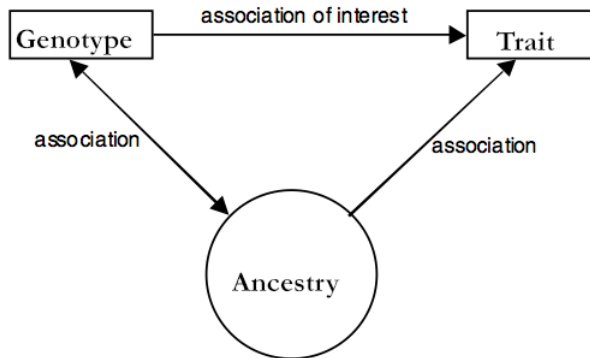 association of interest
Genotype
Trait
association
association
Ancestry